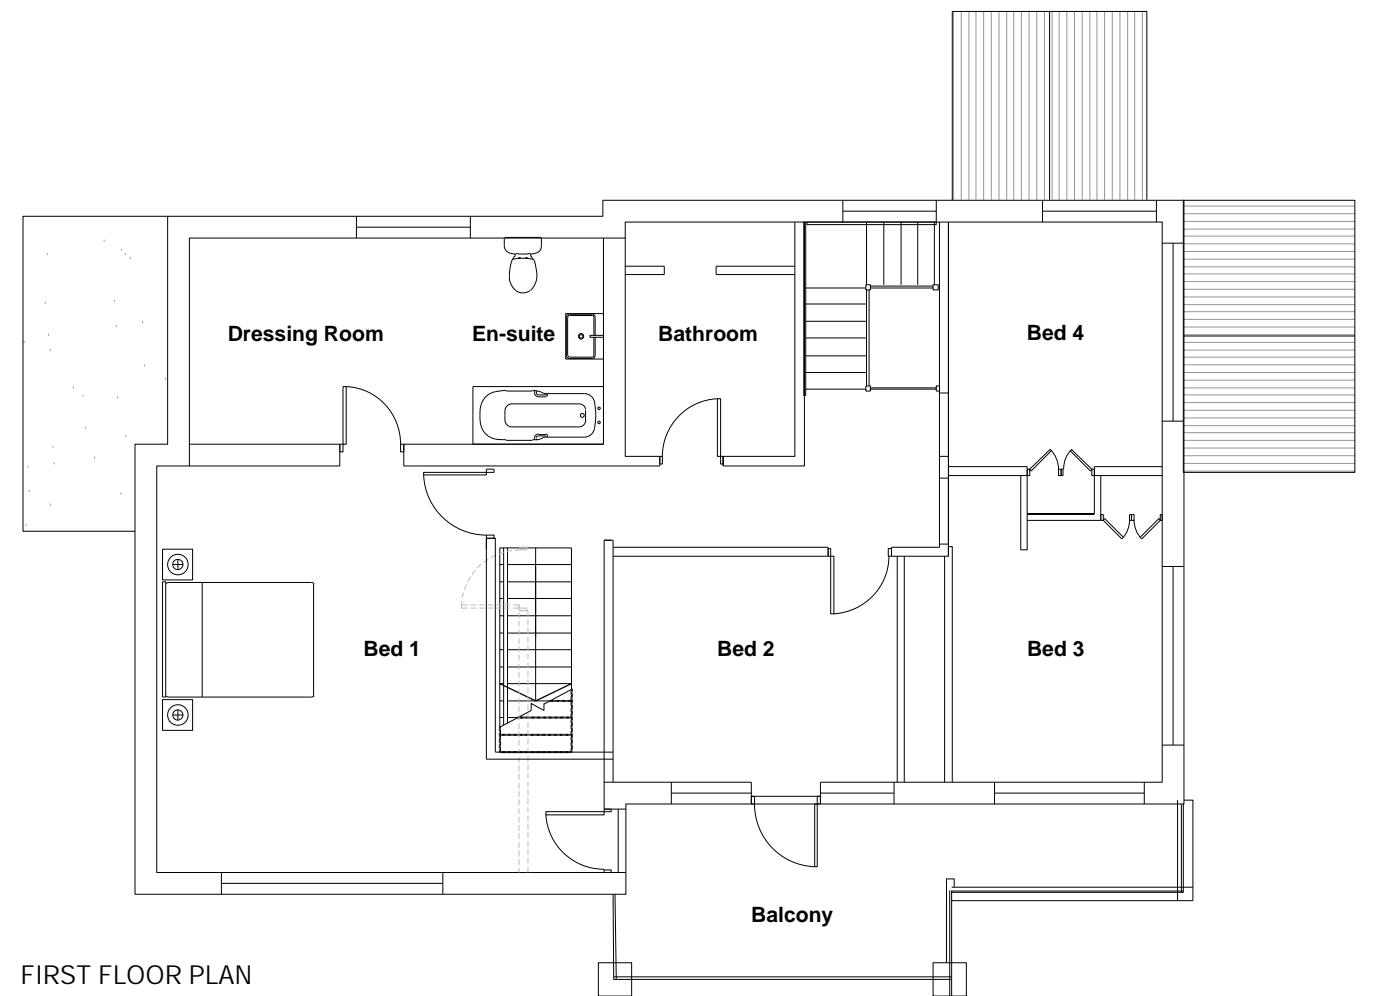 Dressing Room
En-suite
Bathroom
Bed 4
Bed 1
Bed 2
Bed 3
Balcony
FIRST FLOOR PLAN